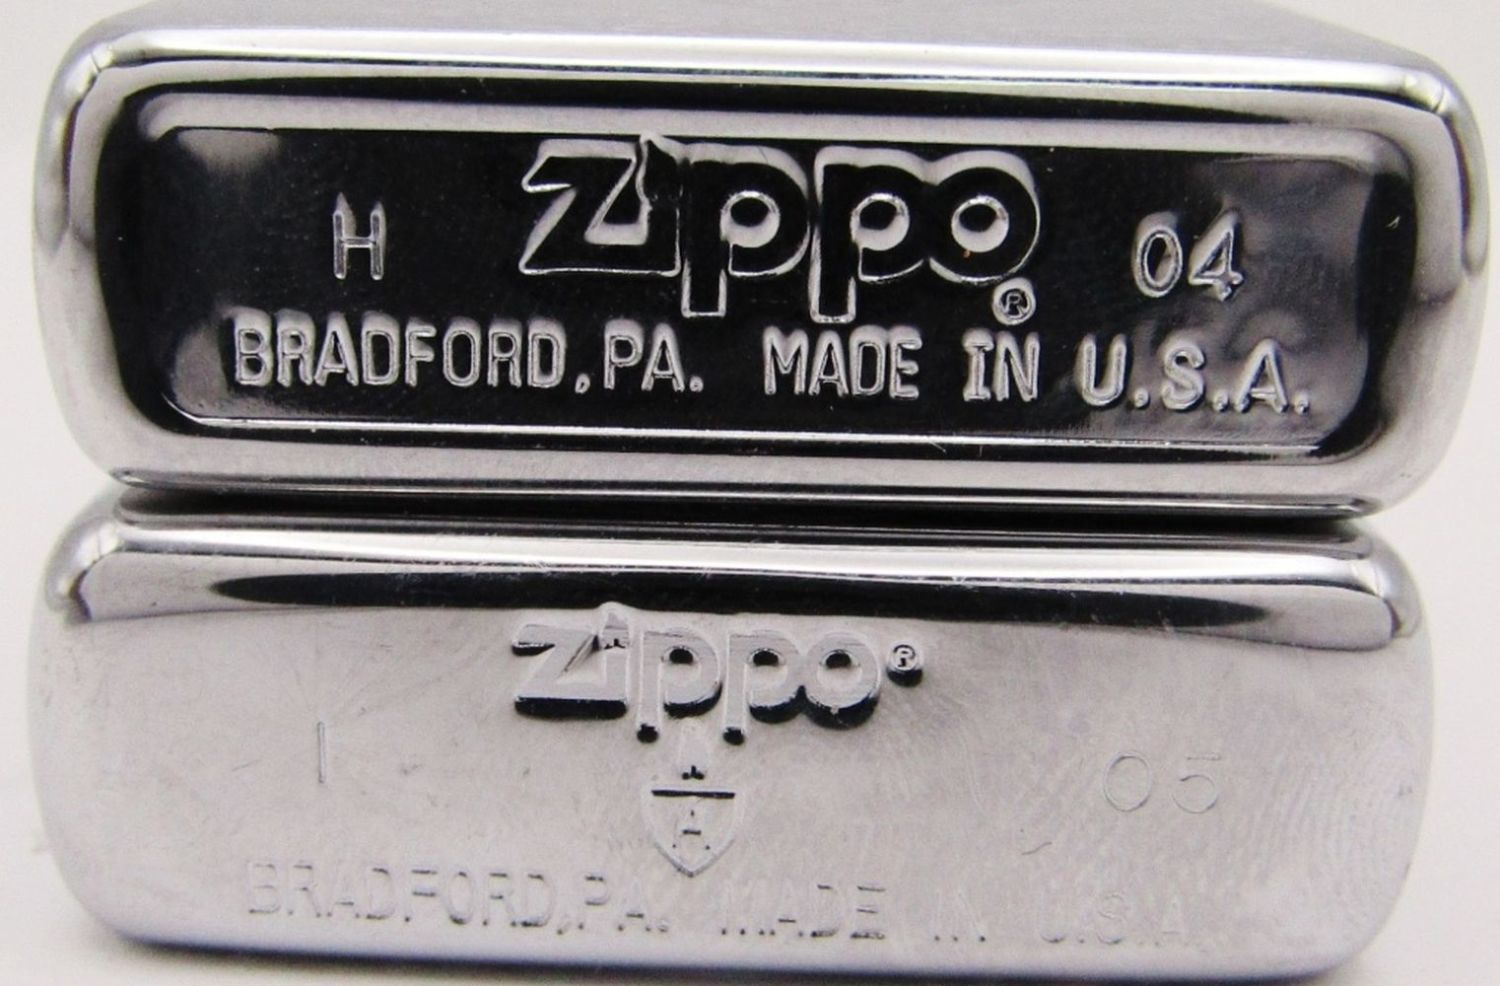 Zippo ®
H 04
BRADFORD,PA. MADE IN U.S.A.
Zippo ®
I 05
A
BRADFORD,PA. MADE IN U.S.A.